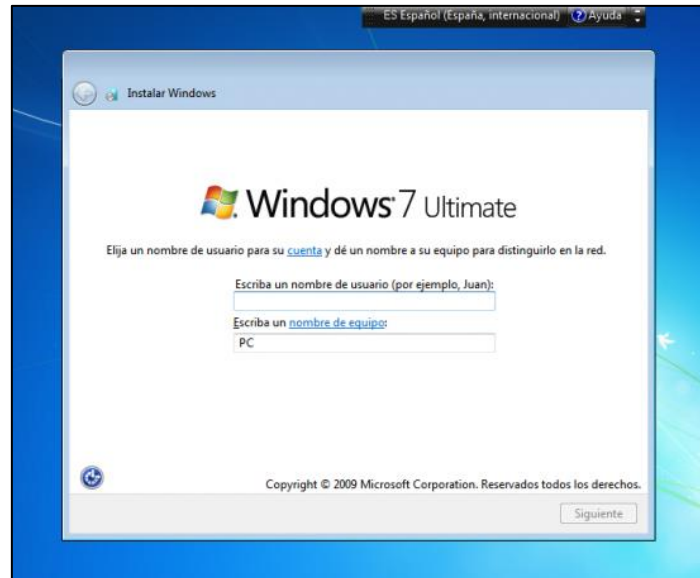 ES Español (España, internacional) ? Ayuda
Instalar Windows
Windows 7 Ultimate
Elija un nombre de usuario para su cuenta y dé un nombre a su equipo para distinguirlo en la red.
Escriba un nombre de usuario (por ejemplo, Juan):
Escriba un nombre de equipo:
PC
Copyright © 2009 Microsoft Corporation. Reservados todos los derechos.
Siguiente